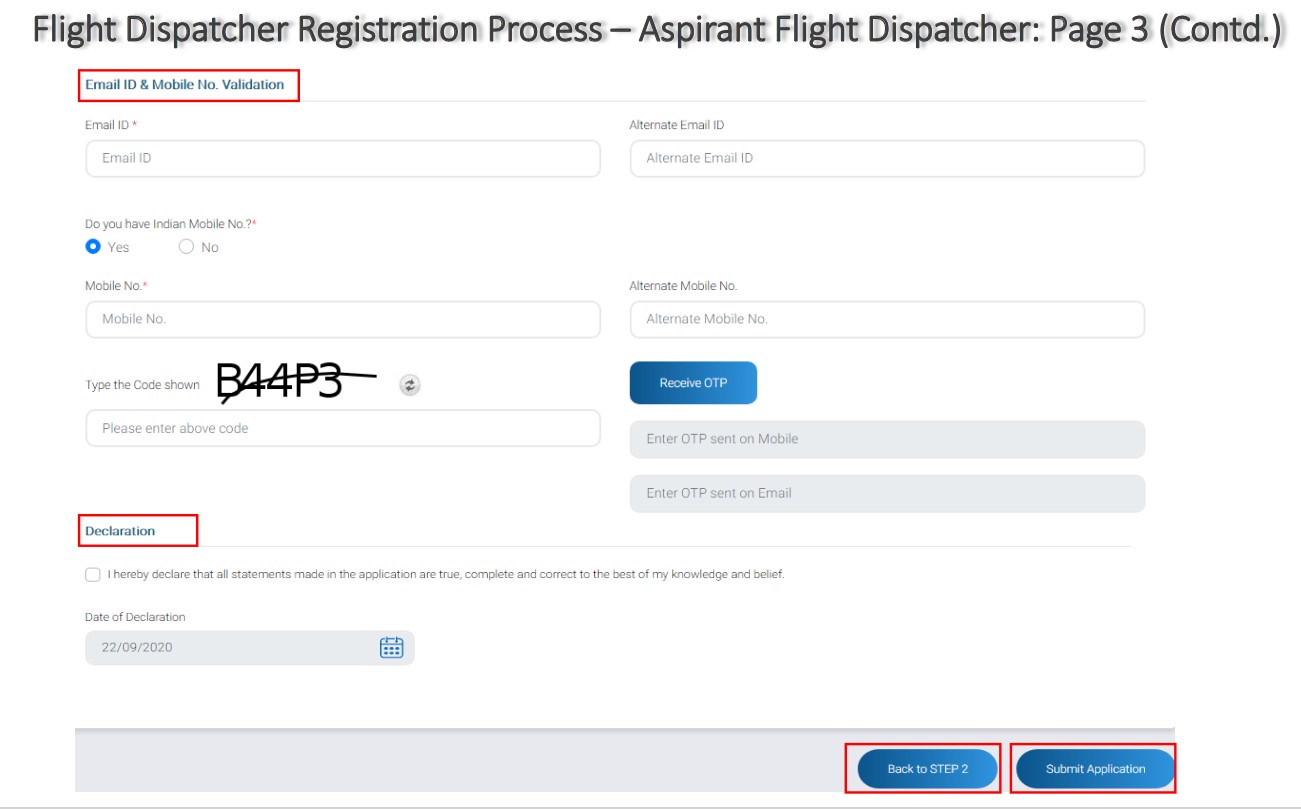 Flight Dispatcher Registration Process – Aspirant Flight Dispatcher: Page 3 (Contd.)
Email ID & Mobile No. Validation
Email ID *
Alternate Email ID
Email ID
Alternate Email ID
Do you have Indian Mobile No.?*
Yes
No
Mobile No.*
Alternate Mobile No.
Mobile No.
Alternate Mobile No.
Type the Code shown
B44P3
Receive OTP
Please enter above code
Enter OTP sent on Mobile
Enter OTP sent on Email
Declaration
I hereby declare that all statements made in the application are true, complete and correct to the best of my knowledge and belief.
Date of Declaration
22/09/2020
Back to STEP 2
Submit Application